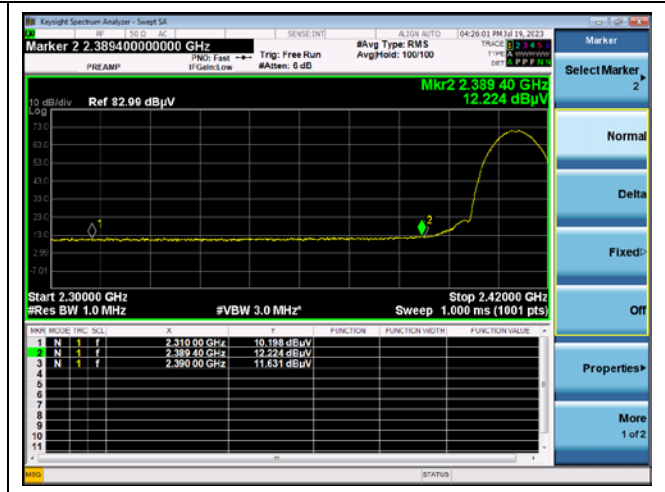 Keysight Spectrum Analyzer - Swept SA
RF 50 Ω AC SENSE:INT ALIGN AUTO 04:26:01 PM Jul 19, 2023
Marker 2 2.389400000000 GHz
PREAMP
PNO: Fast
IFGain:Low
Trig: Free Run
#Atten: 6 dB
#Avg Type: RMS
Avg|Hold: 100/100
TRACE 1 2 3 4 5 6
TYPE
DET A P P P N N
Mkr2 2.389 40 GHz
12.224 dBµV
10 dB/div Ref 82.99 dBµV
Log
73.0
63.0
53.0
43.0
33.0
23.0
13.0
2.99
-7.01
1
2
Start 2.30000 GHz Stop 2.42000 GHz
#Res BW 1.0 MHz #VBW 3.0 MHz* Sweep 1.000 ms (1001 pts)
MKR MODE TRC SCL X Y FUNCTION FUNCTION WIDTH FUNCTION VALUE
1 N 1 f 2.310 00 GHz 10.198 dBµV
2 N 1 f 2.389 40 GHz 12.224 dBµV
3 N 1 f 2.390 00 GHz 11.631 dBµV
4
5
6
7
8
9
10
11
MSG STATUS
Marker
Select Marker
2
Normal
Delta
Fixed
Off
Properties
More
1 of 2